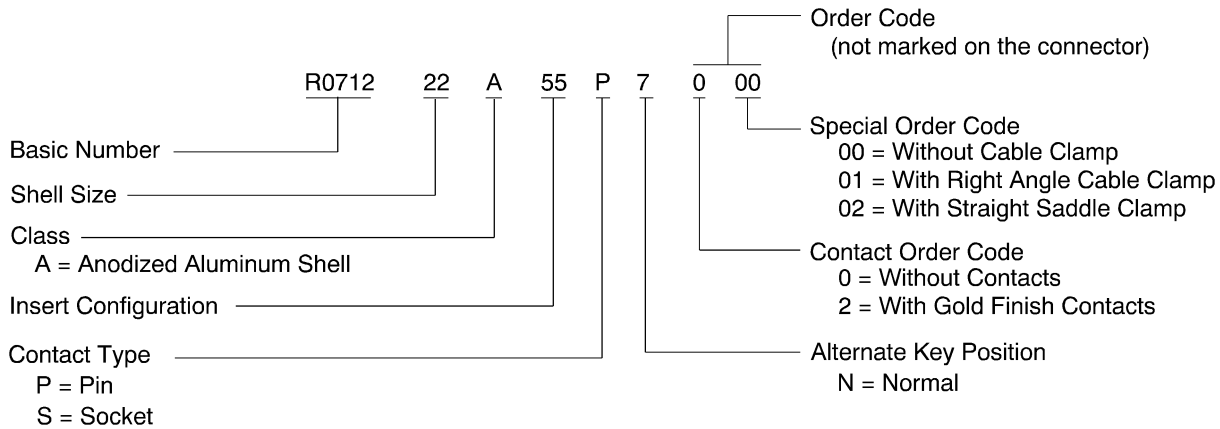 Order Code
(not marked on the connector)
R0712 22 A 55 P 7 0 00
Basic Number
Shell Size
Class
A = Anodized Aluminum Shell
Insert Configuration
Contact Type
P = Pin
S = Socket
Special Order Code
00 = Without Cable Clamp
01 = With Right Angle Cable Clamp
02 = With Straight Saddle Clamp
Contact Order Code
0 = Without Contacts
2 = With Gold Finish Contacts
Alternate Key Position
N = Normal